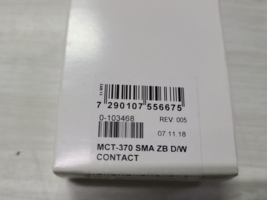 7 290107 556675
0-103468 REV. 005
07.11.18
MCT-370 SMA ZB D/W
CONTACT